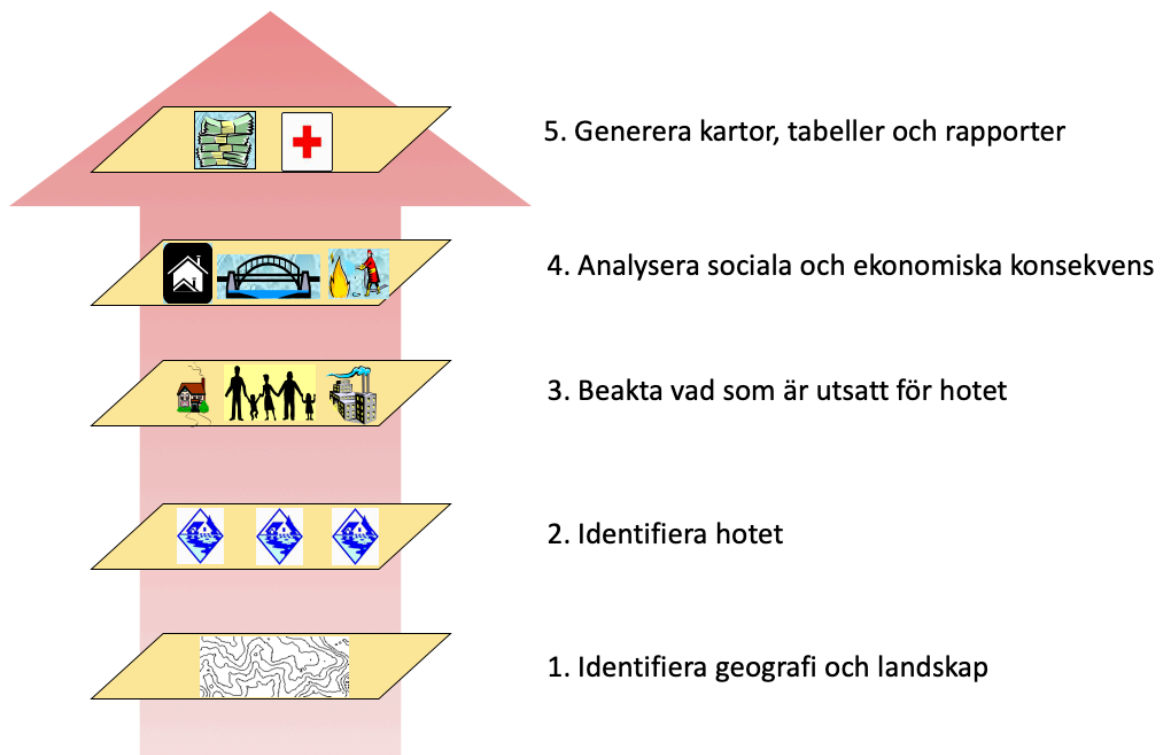 5. Generera kartor, tabeller och rapporter
4. Analysera sociala och ekonomiska konsekvens
3. Beakta vad som är utsatt för hotet
2. Identifiera hotet
1. Identifiera geografi och landskap